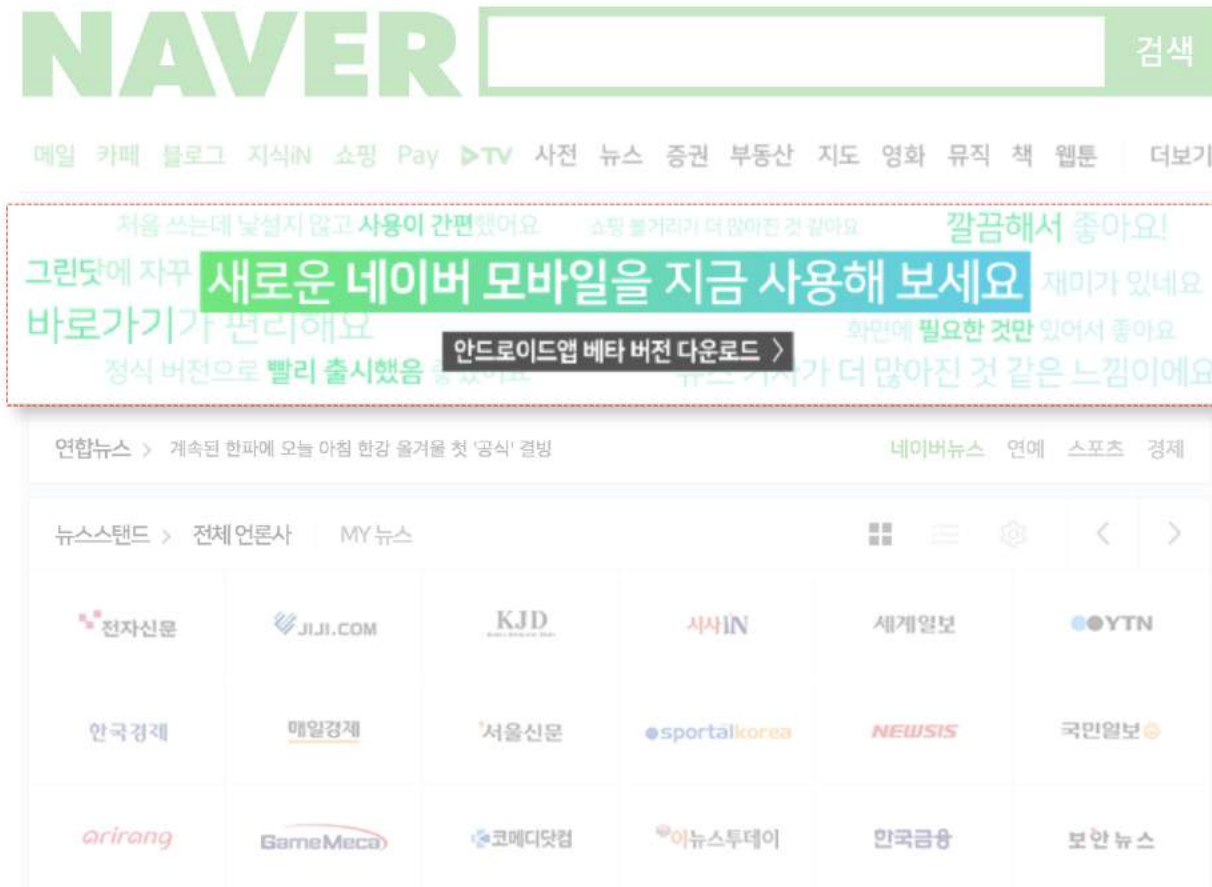 NAVER 검색
메일 카페 블로그 지식iN 쇼핑 Pay TV 사전 뉴스 증권 부동산 지도 영화 뮤직 책 웹툰 더보기
처음 쓰는데 낯설지 않고 사용이 간편했어요 쇼핑 볼거리가 더 많아진 것 같아요 깔끔해서 좋아요!
그린닷에 자꾸 새로운 네이버 모바일을 지금 사용해 보세요 재미가 있네요
바로가기가 편리해요 화면에 필요한 것만 있어서 좋아요
안드로이드앱 베타 버전 다운로드 〉
정식 버전으로 빨리 출시했음 뉴스 기사가 더 많아진 것 같은 느낌이에요
연합뉴스 > 계속된 한파에 오늘 아침 한강 올겨울 첫 '공식' 결빙 네이버뉴스 연예 스포츠 경제
뉴스스탠드 > 전체 언론사 MY 뉴스
전자신문 JIJI.COM KJD 시사IN 세계일보 YTN
한국경제 매일경제 서울신문 sportalkorea NEWSIS 국민일보
arirang GameMeca 코메디닷컴 이뉴스투데이 한국금융 보안뉴스